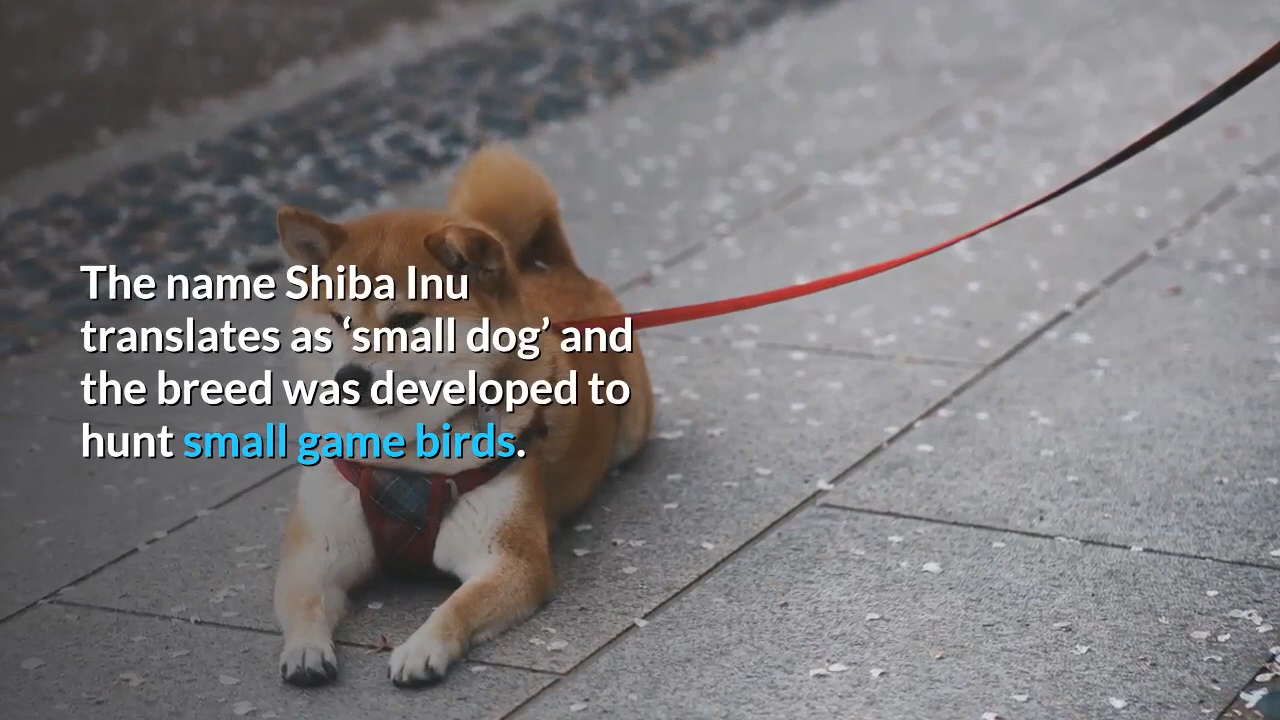 The name Shiba Inu
translates as ‘small dog’ and
the breed was developed to
hunt small game birds.